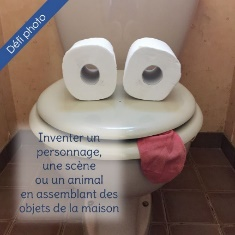 Défi photo
Inventer un
personnage,
une scène
ou un animal
en assemblant des
objets de la maison